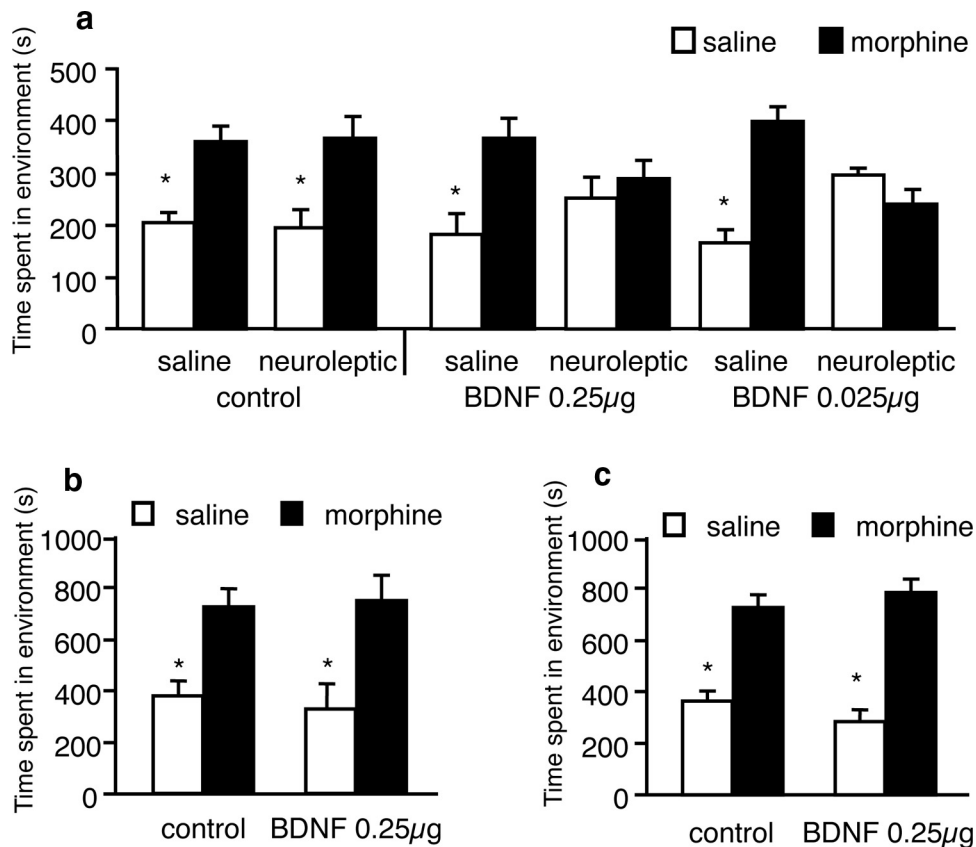 a
saline morphine
Time spent in environment (s)
500
400
300
200
100
0
* * * *
saline neuroleptic saline neuroleptic saline neuroleptic
control BDNF 0.25µg BDNF 0.025µg
b
saline morphine
Time spent in environment (s)
1000
800
600
400
200
0
* *
control BDNF 0.25µg
c
saline morphine
Time spent in environment (s)
1000
800
600
400
200
0
* *
control BDNF 0.25µg